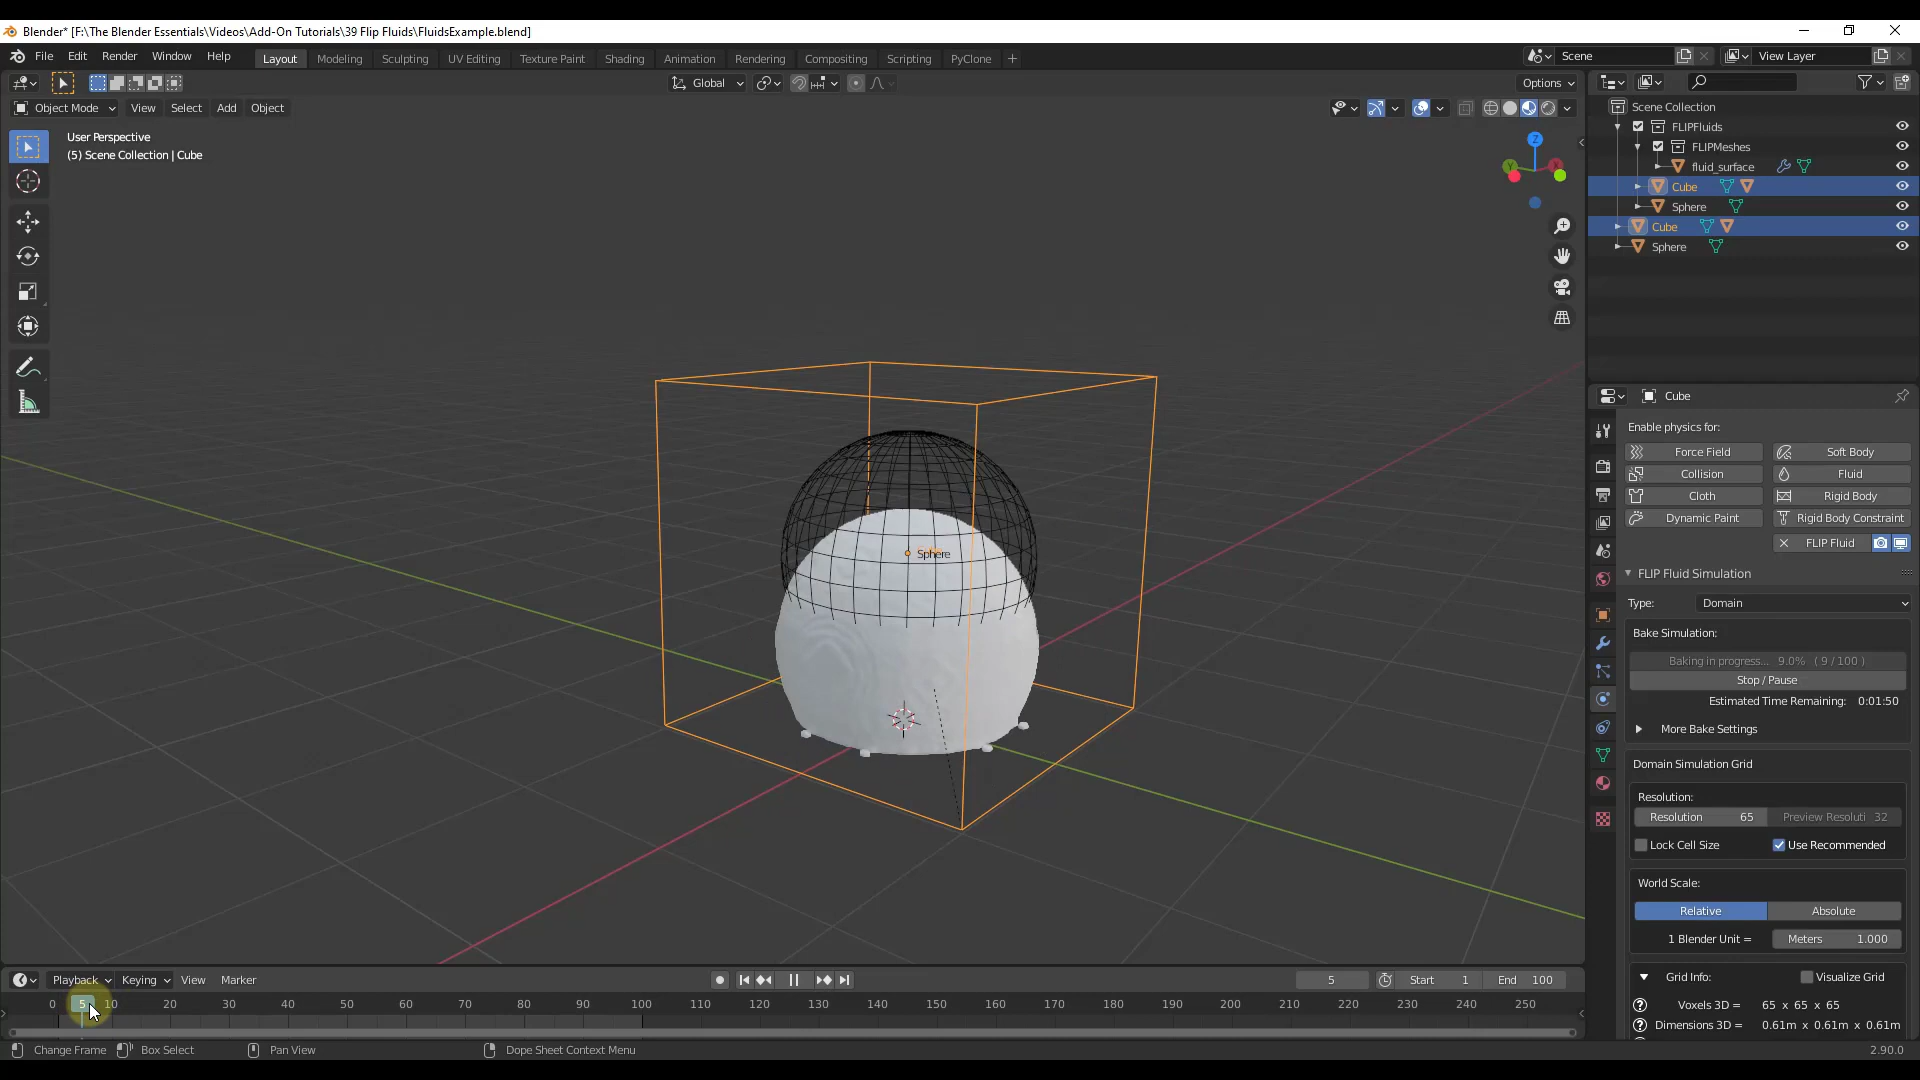 Blender* [F:\The Blender Essentials\Videos\Add-On Tutorials\39 Flip Fluids\FluidsExample.blend]
File Edit Render Window Help Layout Modeling Sculpting UV Editing Texture Paint Shading Animation Rendering Compositing Scripting PyClone + Scene View Layer
Global Options
Object Mode View Select Add Object
User Perspective
(5) Scene Collection | Cube
Z
Y
X
Sphere
Scene Collection
FLIPFluids
FLIPMeshes
fluid_surface
Cube
Sphere
Cube
Sphere
Cube
Enable physics for:
Force Field Soft Body
Collision Fluid
Cloth Rigid Body
Dynamic Paint Rigid Body Constraint
FLIP Fluid
FLIP Fluid Simulation
Type: Domain
Bake Simulation:
Baking in progress... 9.0% ( 9 / 100 )
Stop / Pause
Estimated Time Remaining: 0:01:50
More Bake Settings
Domain Simulation Grid
Resolution:
Resolution 65 Preview Resoluti 32
Lock Cell Size Use Recommended
World Scale:
Relative Absolute
1 Blender Unit = Meters 1.000
Grid Info: Visualize Grid
Voxels 3D = 65 x 65 x 65
Dimensions 3D = 0.61m x 0.61m x 0.61m
Playback Keying View Marker 5 Start 1 End 100
0 5 10 20 30 40 50 60 70 80 90 100 110 120 130 140 150 160 170 180 190 200 210 220 230 240 250
Change Frame Box Select Pan View Dope Sheet Context Menu 2.90.0